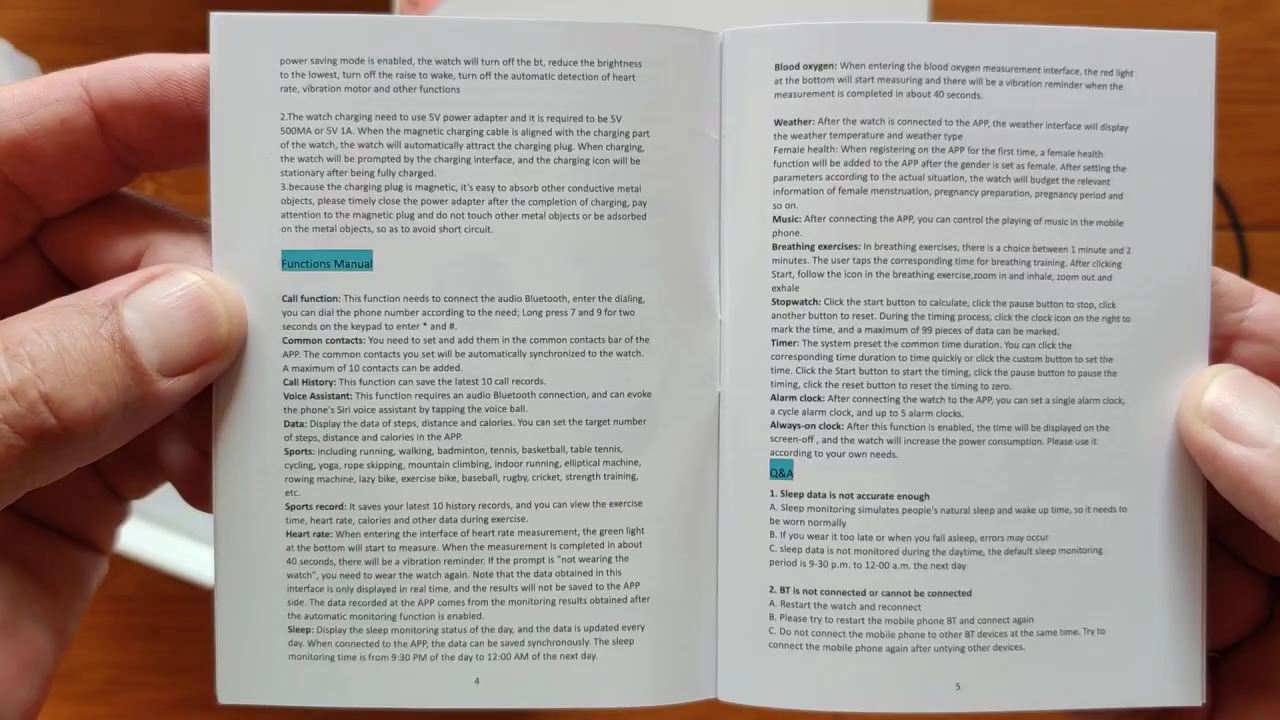 power saving mode is enabled, the watch will turn off the bt, reduce the brightness
to the lowest, turn off the raise to wake, turn off the automatic detection of heart
rate, vibration motor and other functions
2.The watch charging need to use 5V power adapter and it is required to be 5V
500MA or 5V 1A. When the magnetic charging cable is aligned with the charging part
of the watch, the watch will automatically attract the charging plug. When charging,
the watch will be prompted by the charging interface, and the charging icon will be
stationary after being fully charged.
3.because the charging plug is magnetic, it's easy to absorb other conductive metal
objects, please timely close the power adapter after the completion of charging, pay
attention to the magnetic plug and do not touch other metal objects or be adsorbed
on the metal objects, so as to avoid short circuit.
Functions Manual
Call function: This function needs to connect the audio Bluetooth, enter the dialing,
you can dial the phone number according to the need; Long press 7 and 9 for two
seconds on the keypad to enter * and #.
Common contacts: You need to set and add them in the common contacts bar of the
APP. The common contacts you set will be automatically synchronized to the watch.
A maximum of 10 contacts can be added.
Call History: This function can save the latest 10 call records.
Voice Assistant: This function requires an audio Bluetooth connection, and can evoke
the phone's Siri voice assistant by tapping the voice ball.
Data: Display the data of steps, distance and calories. You can set the target number
of steps, distance and calories in the APP.
Sports: including running, walking, badminton, tennis, basketball, table tennis,
cycling, yoga, rope skipping, mountain climbing, indoor running, elliptical machine,
rowing machine, lazy bike, exercise bike, baseball, rugby, cricket, strength training,
etc.
Sports record: It saves your latest 10 history records, and you can view the exercise
time, heart rate, calories and other data during exercise.
Heart rate: When entering the interface of heart rate measurement, the green light
at the bottom will start to measure. When the measurement is completed in about
40 seconds, there will be a vibration reminder. If the prompt is "not wearing the
watch", you need to wear the watch again. Note that the data obtained in this
interface is only displayed in real time, and the results will not be saved to the APP
side. The data recorded at the APP comes from the monitoring results obtained after
the automatic monitoring function is enabled.
Sleep: Display the sleep monitoring status of the day, and the data is updated every
day. When connected to the APP, the data can be saved synchronously. The sleep
monitoring time is from 9:30 PM of the day to 12:00 AM of the next day.
4
Blood oxygen: When entering the blood oxygen measurement interface, the red light
at the bottom will start measuring and there will be a vibration reminder when the
measurement is completed in about 40 seconds.
Weather: After the watch is connected to the APP, the weather interface will display
the weather temperature and weather type
Female health: When registering on the APP for the first time, a female health
function will be added to the APP after the gender is set as female. After setting the
parameters according to the actual situation, the watch will budget the relevant
information of female menstruation, pregnancy preparation, pregnancy period and
so on.
Music: After connecting the APP, you can control the playing of music in the mobile
phone.
Breathing exercises: In breathing exercises, there is a choice between 1 minute and 2
minutes. The user taps the corresponding time for breathing training. After clicking
Start, follow the icon in the breathing exercise,zoom in and inhale, zoom out and
exhale
Stopwatch: Click the start button to calculate, click the pause button to stop, click
another button to reset. During the timing process, click the clock icon on the right to
mark the time, and a maximum of 99 pieces of data can be marked.
Timer: The system preset the common time duration. You can click the
corresponding time duration to time quickly or click the custom button to set the
time. Click the Start button to start the timing, click the pause button to pause the
timing, click the reset button to reset the timing to zero.
Alarm clock: After connecting the watch to the APP, you can set a single alarm clock,
a cycle alarm clock, and up to 5 alarm clocks.
Always-on clock: After this function is enabled, the time will be displayed on the
screen-off , and the watch will increase the power consumption. Please use it
according to your own needs.
Q&A
1. Sleep data is not accurate enough
A. Sleep monitoring simulates people's natural sleep and wake up time, so it needs to
be worn normally
B. If you wear it too late or when you fall asleep, errors may occur
C. sleep data is not monitored during the daytime, the default sleep monitoring
period is 9-30 p.m. to 12-00 a.m. the next day
2. BT is not connected or cannot be connected
A. Restart the watch and reconnect
B. Please try to restart the mobile phone BT and connect again
C. Do not connect the mobile phone to other BT devices at the same time. Try to
connect the mobile phone again after untying other devices.
5